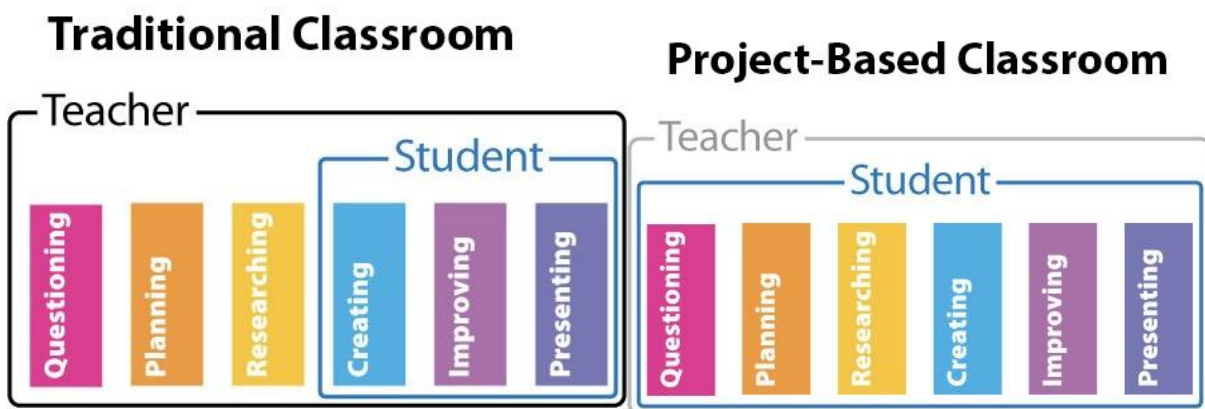 Traditional Classroom
Teacher
Student
Questioning
Planning
Researching
Creating
Improving
Presenting
Project-Based Classroom
Teacher
Student
Questioning
Planning
Researching
Creating
Improving
Presenting